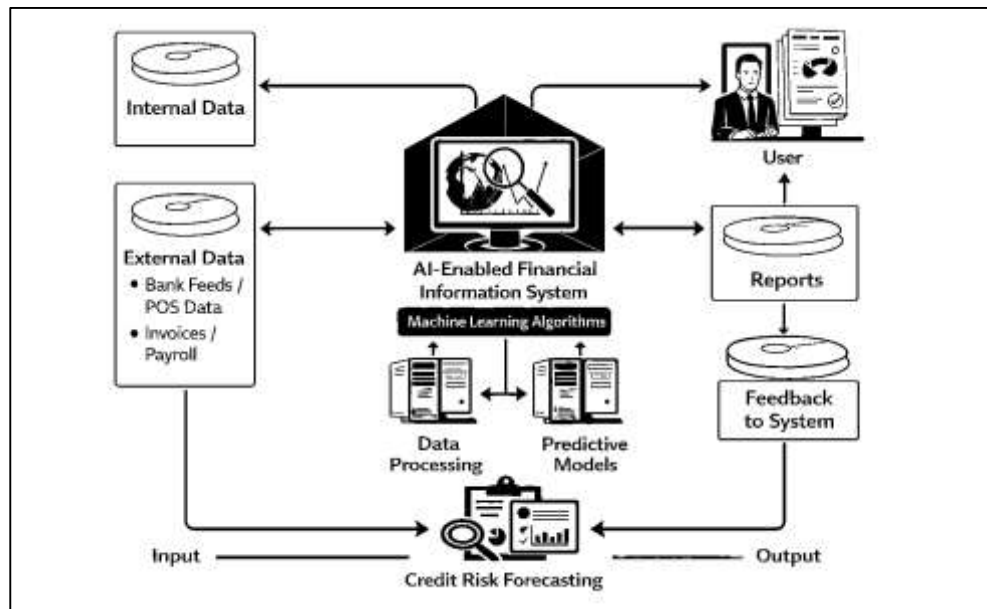 Internal Data
External Data
• Bank Feeds /
POS Data
• Invoices /
Payroll
AI-Enabled Financial
Information System
Machine Learning Algorithms
Data
Processing
Predictive
Models
User
Reports
Feedback
to System
Input
Credit Risk Forecasting
Output